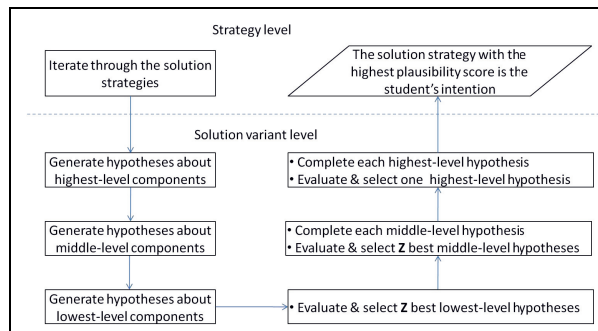 Strategy level
Iterate through the solution
strategies
The solution strategy with the
highest plausibility score is the
student's intention
Solution variant level
Generate hypotheses about
highest-level components
• Complete each highest-level hypothesis
• Evaluate & select one highest-level hypothesis
Generate hypotheses about
middle-level components
• Complete each middle-level hypothesis
• Evaluate & select Z best middle-level hypotheses
Generate hypotheses about
lowest-level components
• Evaluate & select Z best lowest-level hypotheses